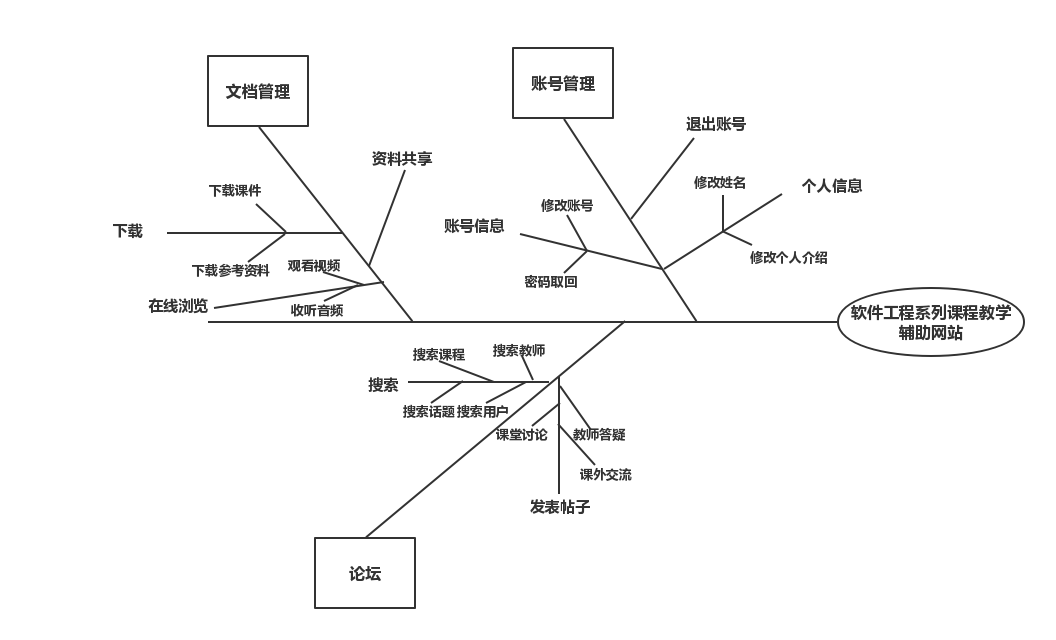 账号管理
文档管理
退出账号
资料共享
修改姓名
个人信息
下载课件
修改账号
账号信息
下载
修改个人介绍
观看视频
下载参考资料
密码取回
在线浏览
收听音频
软件工程系列课程教学
辅助网站
搜索教师
搜索课程
搜索
搜索话题
搜索用户
课堂讨论
教师答疑
课外交流
发表帖子
论坛